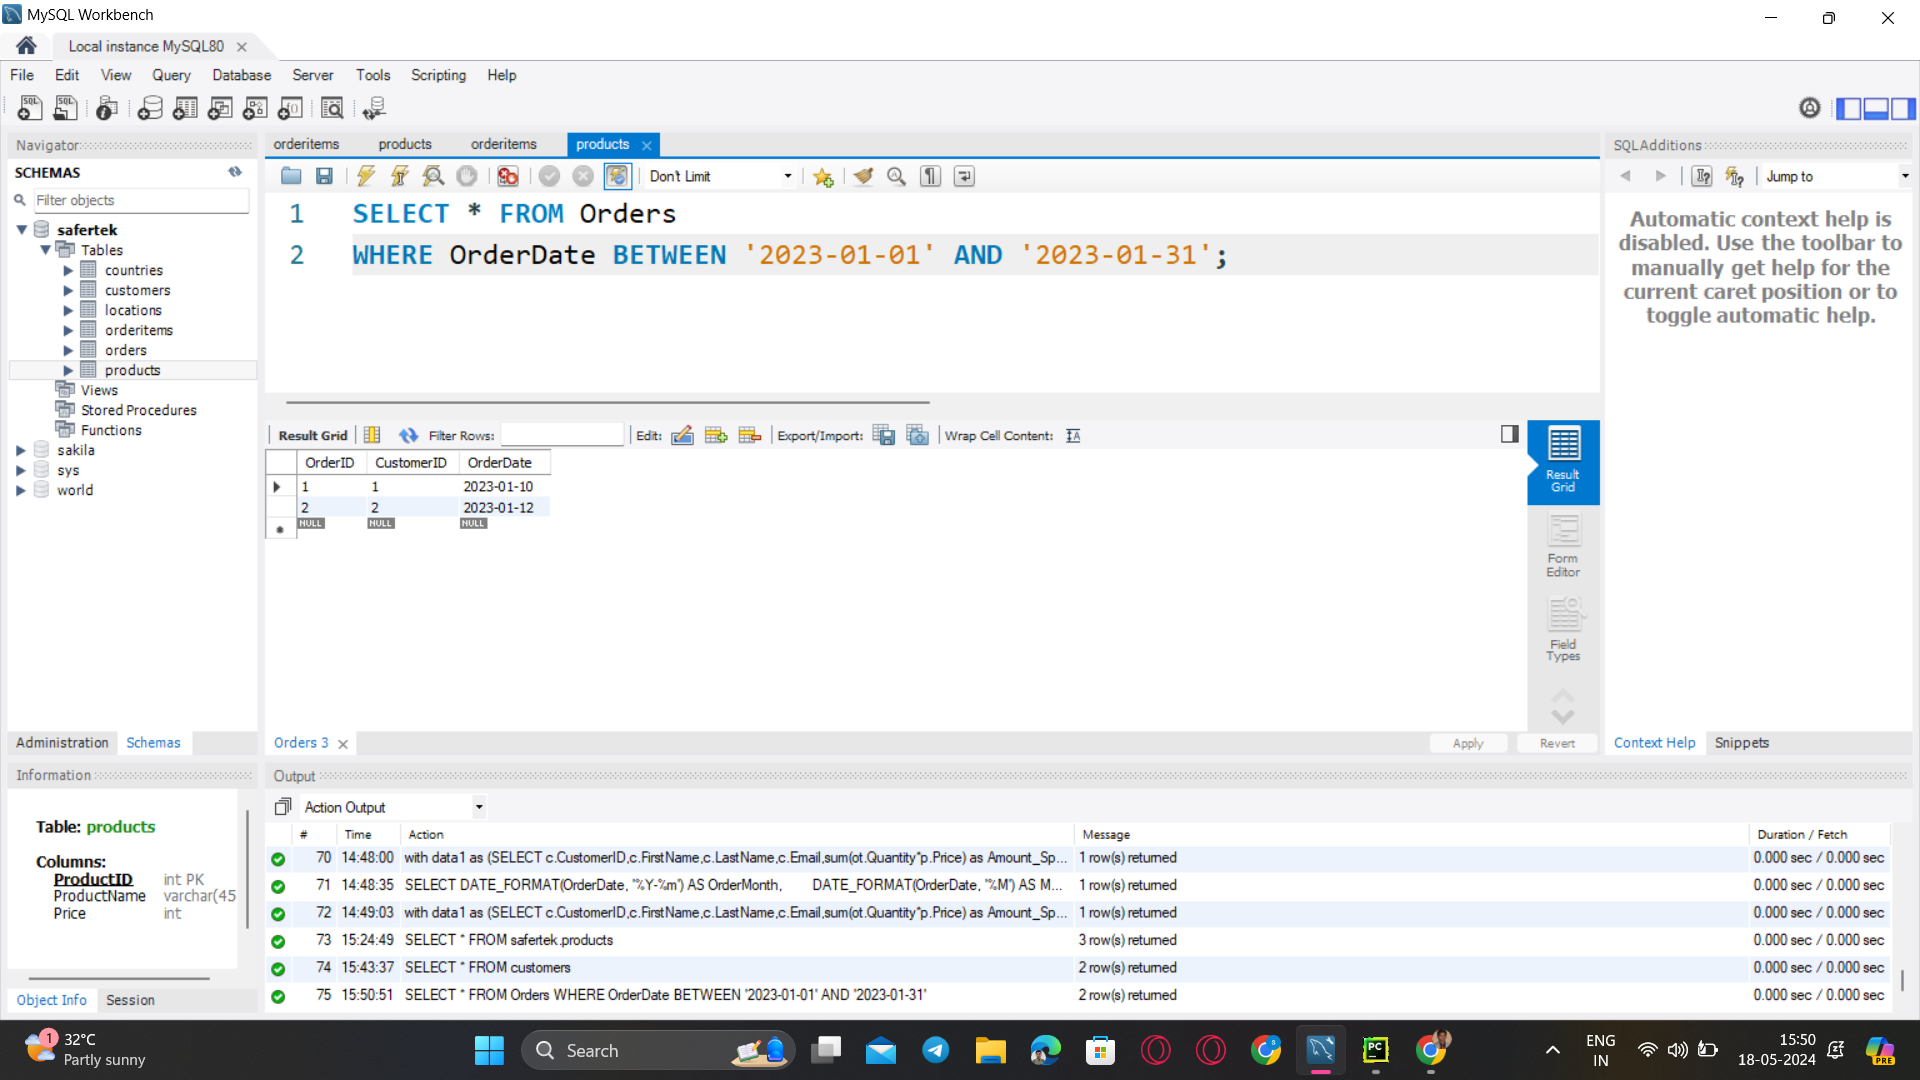 MySQL Workbench
Local instance MySQL80
File Edit View Query Database Server Tools Scripting Help
Navigator
SCHEMAS
Filter objects
safertek
Tables
countries
customers
locations
orderitems
orders
products
Views
Stored Procedures
Functions
sakila
sys
world
Administration Schemas
Information
Table: products
Columns:
ProductID int PK
ProductName varchar(45
Price int
Object Info Session
orderitems products orderitems products
Don't Limit
1 SELECT * FROM Orders
2 WHERE OrderDate BETWEEN '2023-01-01' AND '2023-01-31';
Result Grid Filter Rows: Edit: Export/Import: Wrap Cell Content:
OrderID CustomerID OrderDate
1 1 2023-01-10
2 2 2023-01-12
NULL NULL NULL
Result
Grid
Form
Editor
Field
Types
Orders 3
Apply Revert
SQLAdditions
Jump to
Automatic context help is
disabled. Use the toolbar to
manually get help for the
current caret position or to
toggle automatic help.
Context Help Snippets
Output
Action Output
# Time Action Message Duration / Fetch
70 14:48:00 with data1 as (SELECT c.CustomerID,c.FirstName,c.LastName,c.Email,sum(ot.Quantity*p.Price) as Amount_Sp... 1 row(s) returned 0.000 sec / 0.000 sec
71 14:48:35 SELECT DATE_FORMAT(OrderDate, '%Y-%m') AS OrderMonth, DATE_FORMAT(OrderDate, '%M') AS M... 1 row(s) returned 0.000 sec / 0.000 sec
72 14:49:03 with data1 as (SELECT c.CustomerID,c.FirstName,c.LastName,c.Email,sum(ot.Quantity*p.Price) as Amount_Sp... 1 row(s) returned 0.000 sec / 0.000 sec
73 15:24:49 SELECT * FROM safertek.products 3 row(s) returned 0.000 sec / 0.000 sec
74 15:43:37 SELECT * FROM customers 2 row(s) returned 0.000 sec / 0.000 sec
75 15:50:51 SELECT * FROM Orders WHERE OrderDate BETWEEN '2023-01-01' AND '2023-01-31' 2 row(s) returned 0.000 sec / 0.000 sec
1
32°C
Partly sunny
Search
PC
ENG
IN
15:50
18-05-2024
PRE